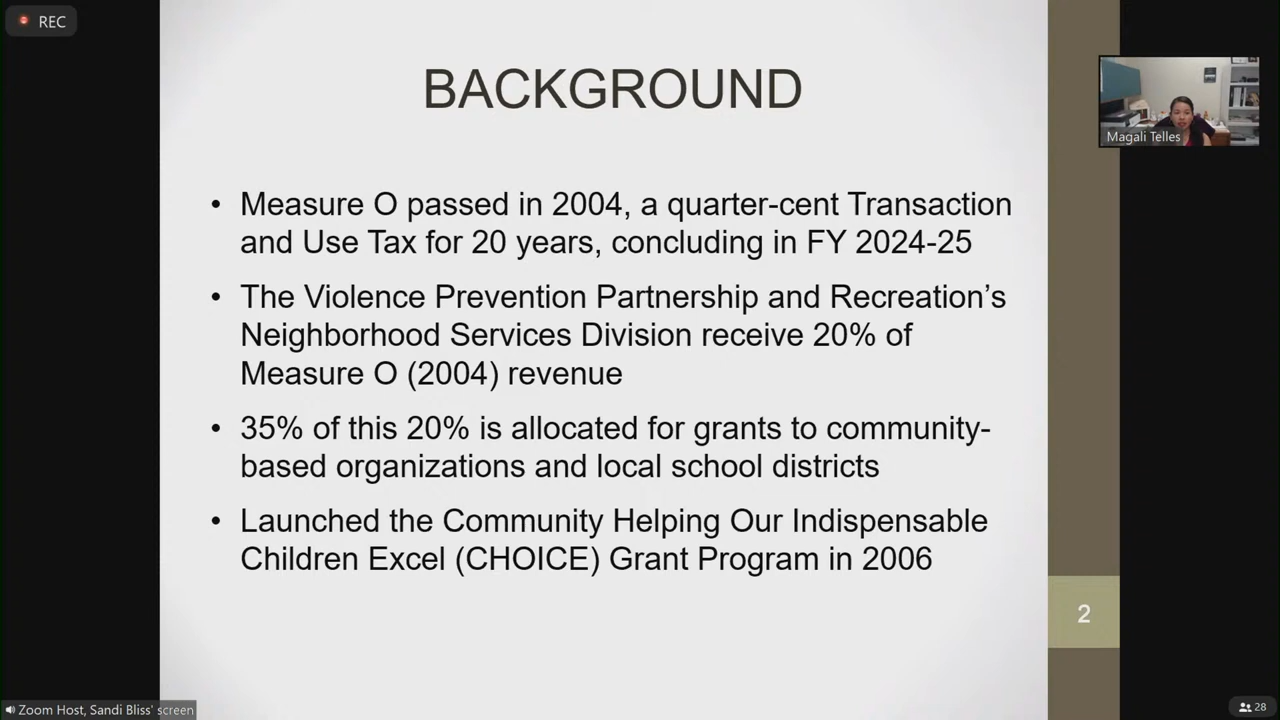 REC
BACKGROUND
Magali Telles
• Measure O passed in 2004, a quarter-cent Transaction
and Use Tax for 20 years, concluding in FY 2024-25
• The Violence Prevention Partnership and Recreation’s
Neighborhood Services Division receive 20% of
Measure O (2004) revenue
• 35% of this 20% is allocated for grants to community-
based organizations and local school districts
• Launched the Community Helping Our Indispensable
Children Excel (CHOICE) Grant Program in 2006
2
Zoom Host, Sandi Bliss' screen
28